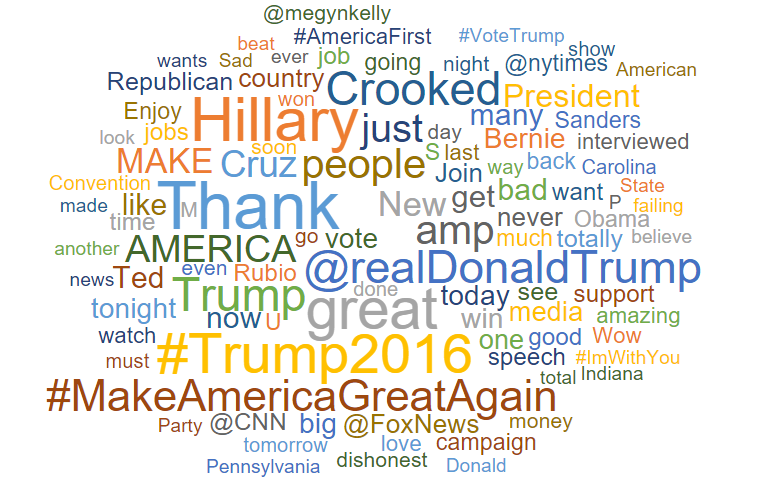 @megynkelly
#AmericaFirst #VoteTrump
beat show
wants Sad ever job going night @nytimes American
Republican country Crooked President
won
Enjoy Hillary just many Sanders
look jobs soon day Bernie interviewed
MAKE Cruz people S last way back Carolina
Convention Thank Join State
made like M New get bad want P failing
time never Obama
another AMERICA go vote amp much totally believe
news Ted even Rubio @realDonaldTrump
tonight Trump done today see support
now U great win media amazing
watch one good Wow
must #Trump2016 speech #ImWithYou
total Indiana
#MakeAmericaGreatAgain
Party @CNN big @FoxNews money
tomorrow love campaign
Pennsylvania dishonest Donald